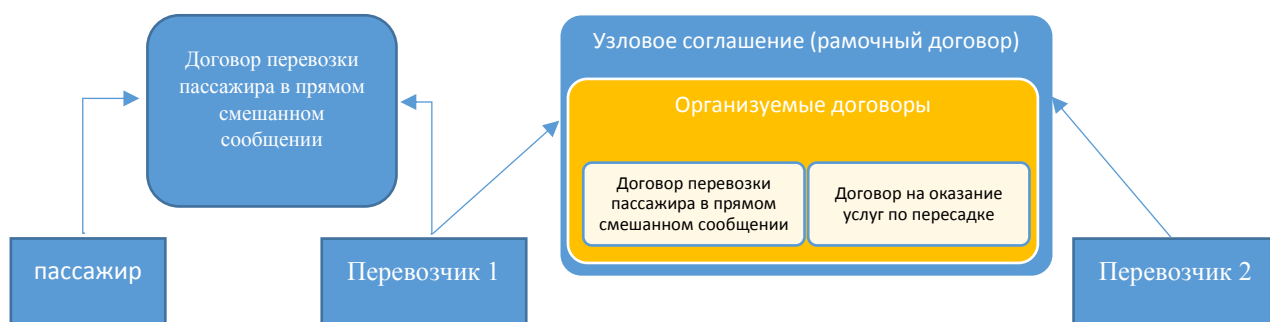 Договор перевозки
пассажира в прямом
смешанном
сообщении
Узловое соглашение (рамочный договор)
Организуемые договоры
Договор перевозки
пассажира в прямом
смешанном сообщении
Договор на оказание
услуг по пересадке
пассажир
Перевозчик 1
Перевозчик 2